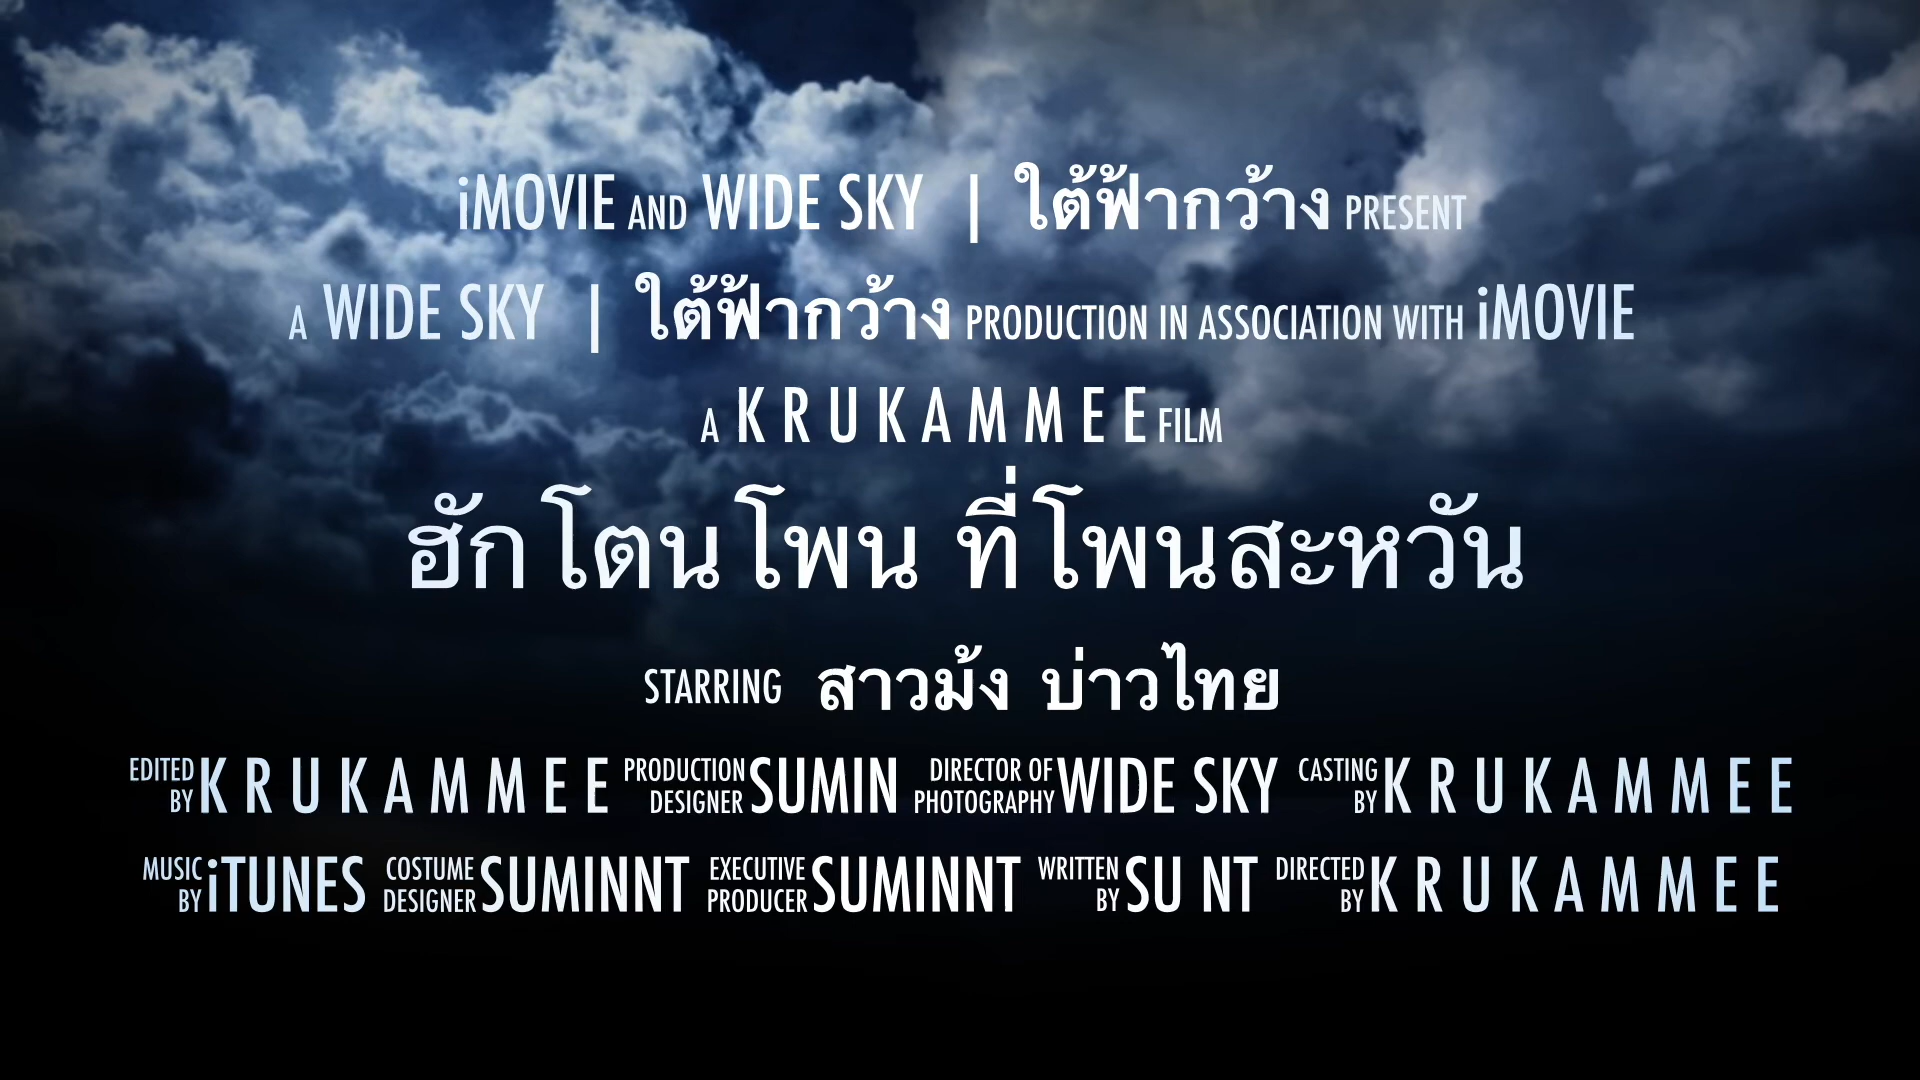 iMOVIE AND WIDE SKY | ใต้ฟ้ากว้าง PRESENT
A WIDE SKY | ใต้ฟ้ากว้าง PRODUCTION IN ASSOCIATION WITH iMOVIE
A KRUKAMMEE FILM
ฮักโตนโพน ที่โพนสะหวัน
STARRING สาวม้ง บ่าวไทย
EDITED BY KRUKAMMEE PRODUCTION DESIGNER SUMIN DIRECTOR OF PHOTOGRAPHY WIDE SKY CASTING BY KRUKAMMEE
MUSIC BY iTUNES COSTUME DESIGNER SUMINNT EXECUTIVE PRODUCER SUMINNT WRITTEN BY SU NT DIRECTED BY KRUKAMMEE